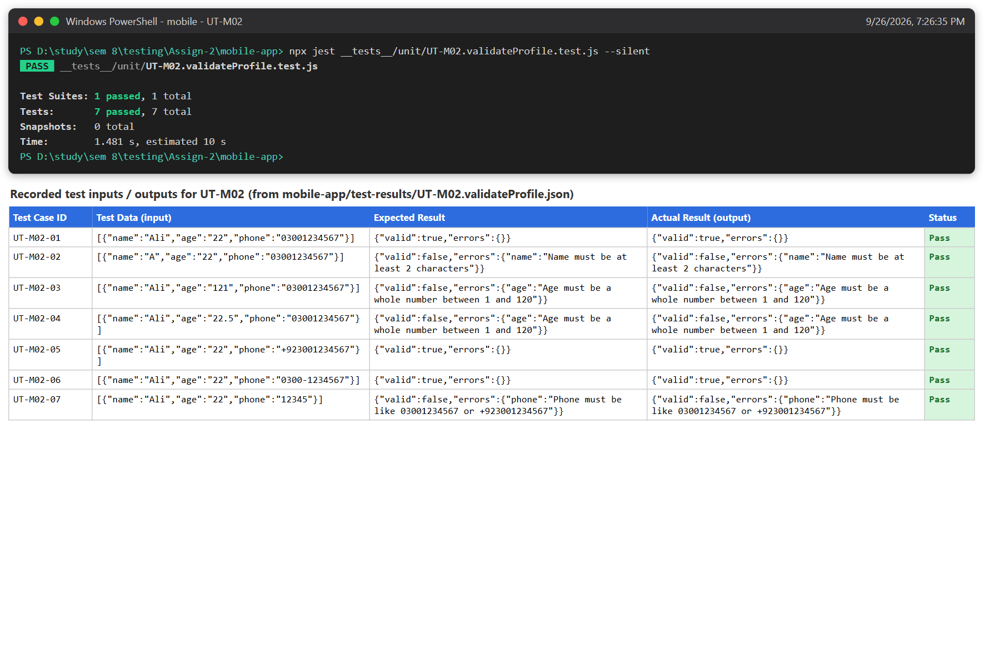 Windows PowerShell - mobile - UT-M02
9/26/2026, 7:26:35 PM
PS D:\study\sem 8\testing\Assign-2\mobile-app> npx jest __tests__/unit/UT-M02.validateProfile.test.js --silent
PASS __tests__/unit/UT-M02.validateProfile.test.js
Test Suites: 1 passed, 1 total
Tests: 7 passed, 7 total
Snapshots: 0 total
Time: 1.481 s, estimated 10 s
PS D:\study\sem 8\testing\Assign-2\mobile-app>
Recorded test inputs / outputs for UT-M02 (from mobile-app/test-results/UT-M02.validateProfile.json)
Test Case ID
Test Data (input)
Expected Result
Actual Result (output)
Status
UT-M02-01
[{"name":"Ali","age":"22","phone":"03001234567"}]
{"valid":true,"errors":{}}
{"valid":true,"errors":{}}
Pass
UT-M02-02
[{"name":"A","age":"22","phone":"03001234567"}]
{"valid":false,"errors":{"name":"Name must be at
least 2 characters"}}
{"valid":false,"errors":{"name":"Name must be at
least 2 characters"}}
Pass
UT-M02-03
[{"name":"Ali","age":"121","phone":"03001234567"}]
{"valid":false,"errors":{"age":"Age must be a
whole number between 1 and 120"}}
{"valid":false,"errors":{"age":"Age must be a
whole number between 1 and 120"}}
Pass
UT-M02-04
[{"name":"Ali","age":"22.5","phone":"03001234567"}
]
{"valid":false,"errors":{"age":"Age must be a
whole number between 1 and 120"}}
{"valid":false,"errors":{"age":"Age must be a
whole number between 1 and 120"}}
Pass
UT-M02-05
[{"name":"Ali","age":"22","phone":"+923001234567"}
]
{"valid":true,"errors":{}}
{"valid":true,"errors":{}}
Pass
UT-M02-06
[{"name":"Ali","age":"22","phone":"0300-1234567"}]
{"valid":true,"errors":{}}
{"valid":true,"errors":{}}
Pass
UT-M02-07
[{"name":"Ali","age":"22","phone":"12345"}]
{"valid":false,"errors":{"phone":"Phone must be
like 03001234567 or +923001234567"}}
{"valid":false,"errors":{"phone":"Phone must be
like 03001234567 or +923001234567"}}
Pass